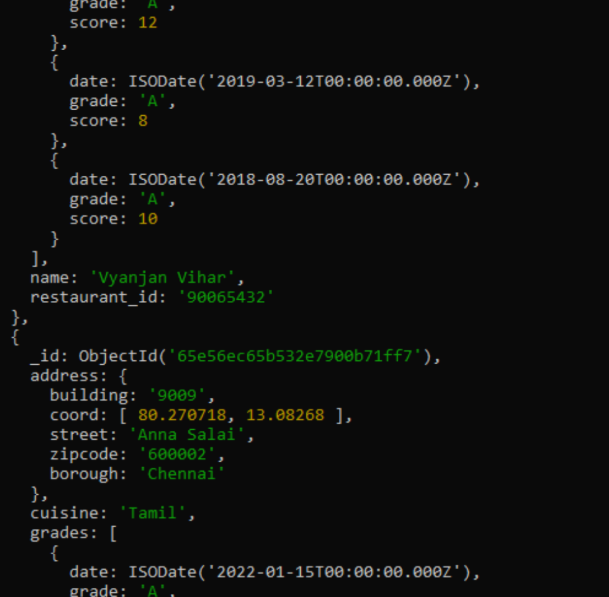 grade: 'A',
score: 12
},
{
date: ISODate('2019-03-12T00:00:00.000Z'),
grade: 'A',
score: 8
},
{
date: ISODate('2018-08-20T00:00:00.000Z'),
grade: 'A',
score: 10
}
],
name: 'Vyanjan Vihar',
restaurant_id: '90065432'
},
{
_id: ObjectId('65e56ec65b532e7900b71ff7'),
address: {
building: '9009',
coord: [ 80.270718, 13.08268 ],
street: 'Anna Salai',
zipcode: '600002',
borough: 'Chennai'
},
cuisine: 'Tamil',
grades: [
{
date: ISODate('2022-01-15T00:00:00.000Z'),
grade: 'A',